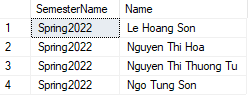 SemesterName Name
1 Spring2022 Le Hoang Son
2 Spring2022 Nguyen Thi Hoa
3 Spring2022 Nguyen Thi Thuong Tu
4 Spring2022 Ngo Tung Son